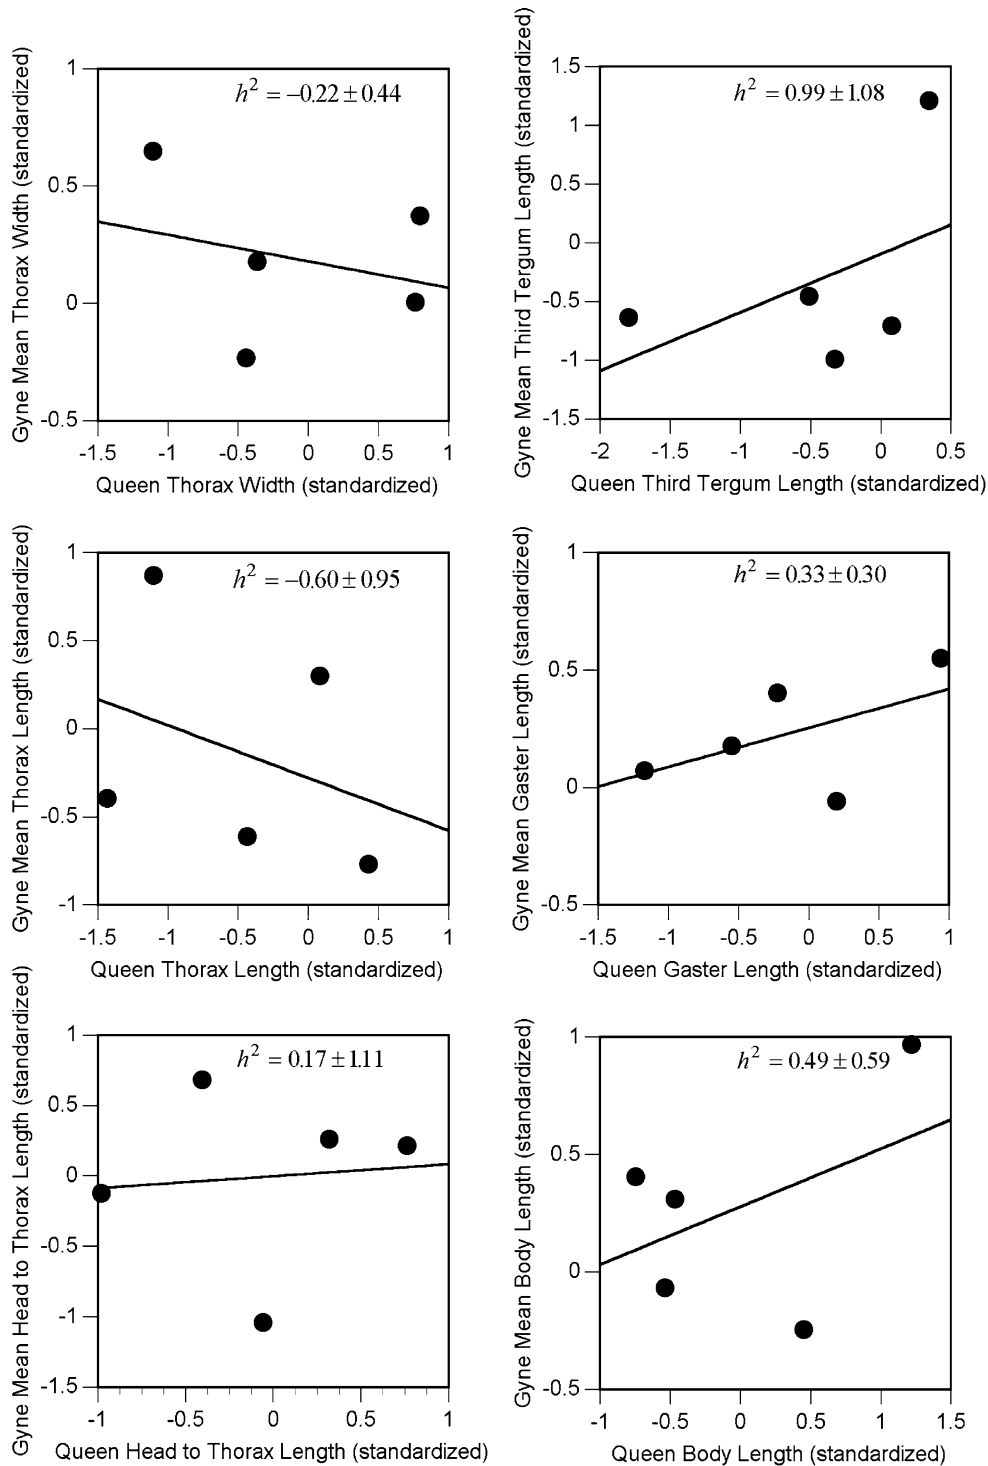 Gyne Mean Thorax Width (standardized)
1
0.5
0
-0.5
h² = −0.22 ± 0.44
-1.5 -1 -0.5 0 0.5 1
Queen Thorax Width (standardized)
Gyne Mean Third Tergum Length (standardized)
1.5
1
0.5
0
-0.5
-1
-1.5
h² = 0.99 ± 1.08
-2 -1.5 -1 -0.5 0 0.5
Queen Third Tergum Length (standardized)
Gyne Mean Thorax Length (standardized)
1
0.5
0
-0.5
-1
h² = −0.60 ± 0.95
-1.5 -1 -0.5 0 0.5 1
Queen Thorax Length (standardized)
Gyne Mean Gaster Length (standardized)
1
0.5
0
-0.5
h² = 0.33 ± 0.30
-1.5 -1 -0.5 0 0.5 1
Queen Gaster Length (standardized)
Gyne Mean Head to Thorax Length (standardized)
1
0.5
0
-0.5
-1
-1.5
h² = 0.17 ± 1.11
-1 -0.5 0 0.5 1
Queen Head to Thorax Length (standardized)
Gyne Mean Body Length (standardized)
1
0.5
0
-0.5
h² = 0.49 ± 0.59
-1 -0.5 0 0.5 1 1.5
Queen Body Length (standardized)